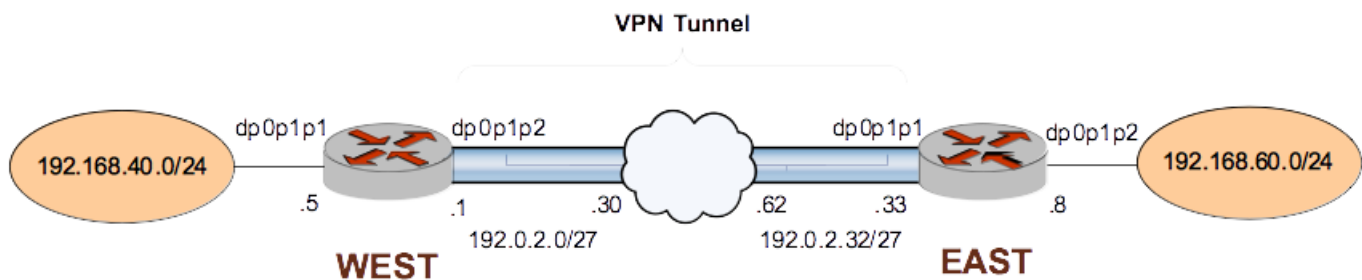 VPN Tunnel
dp0p1p1
dp0p1p2
dp0p1p1
dp0p1p2
192.168.40.0/24
192.168.60.0/24
.5
.1
.30
.62
.33
.8
192.0.2.0/27
192.0.2.32/27
WEST
EAST